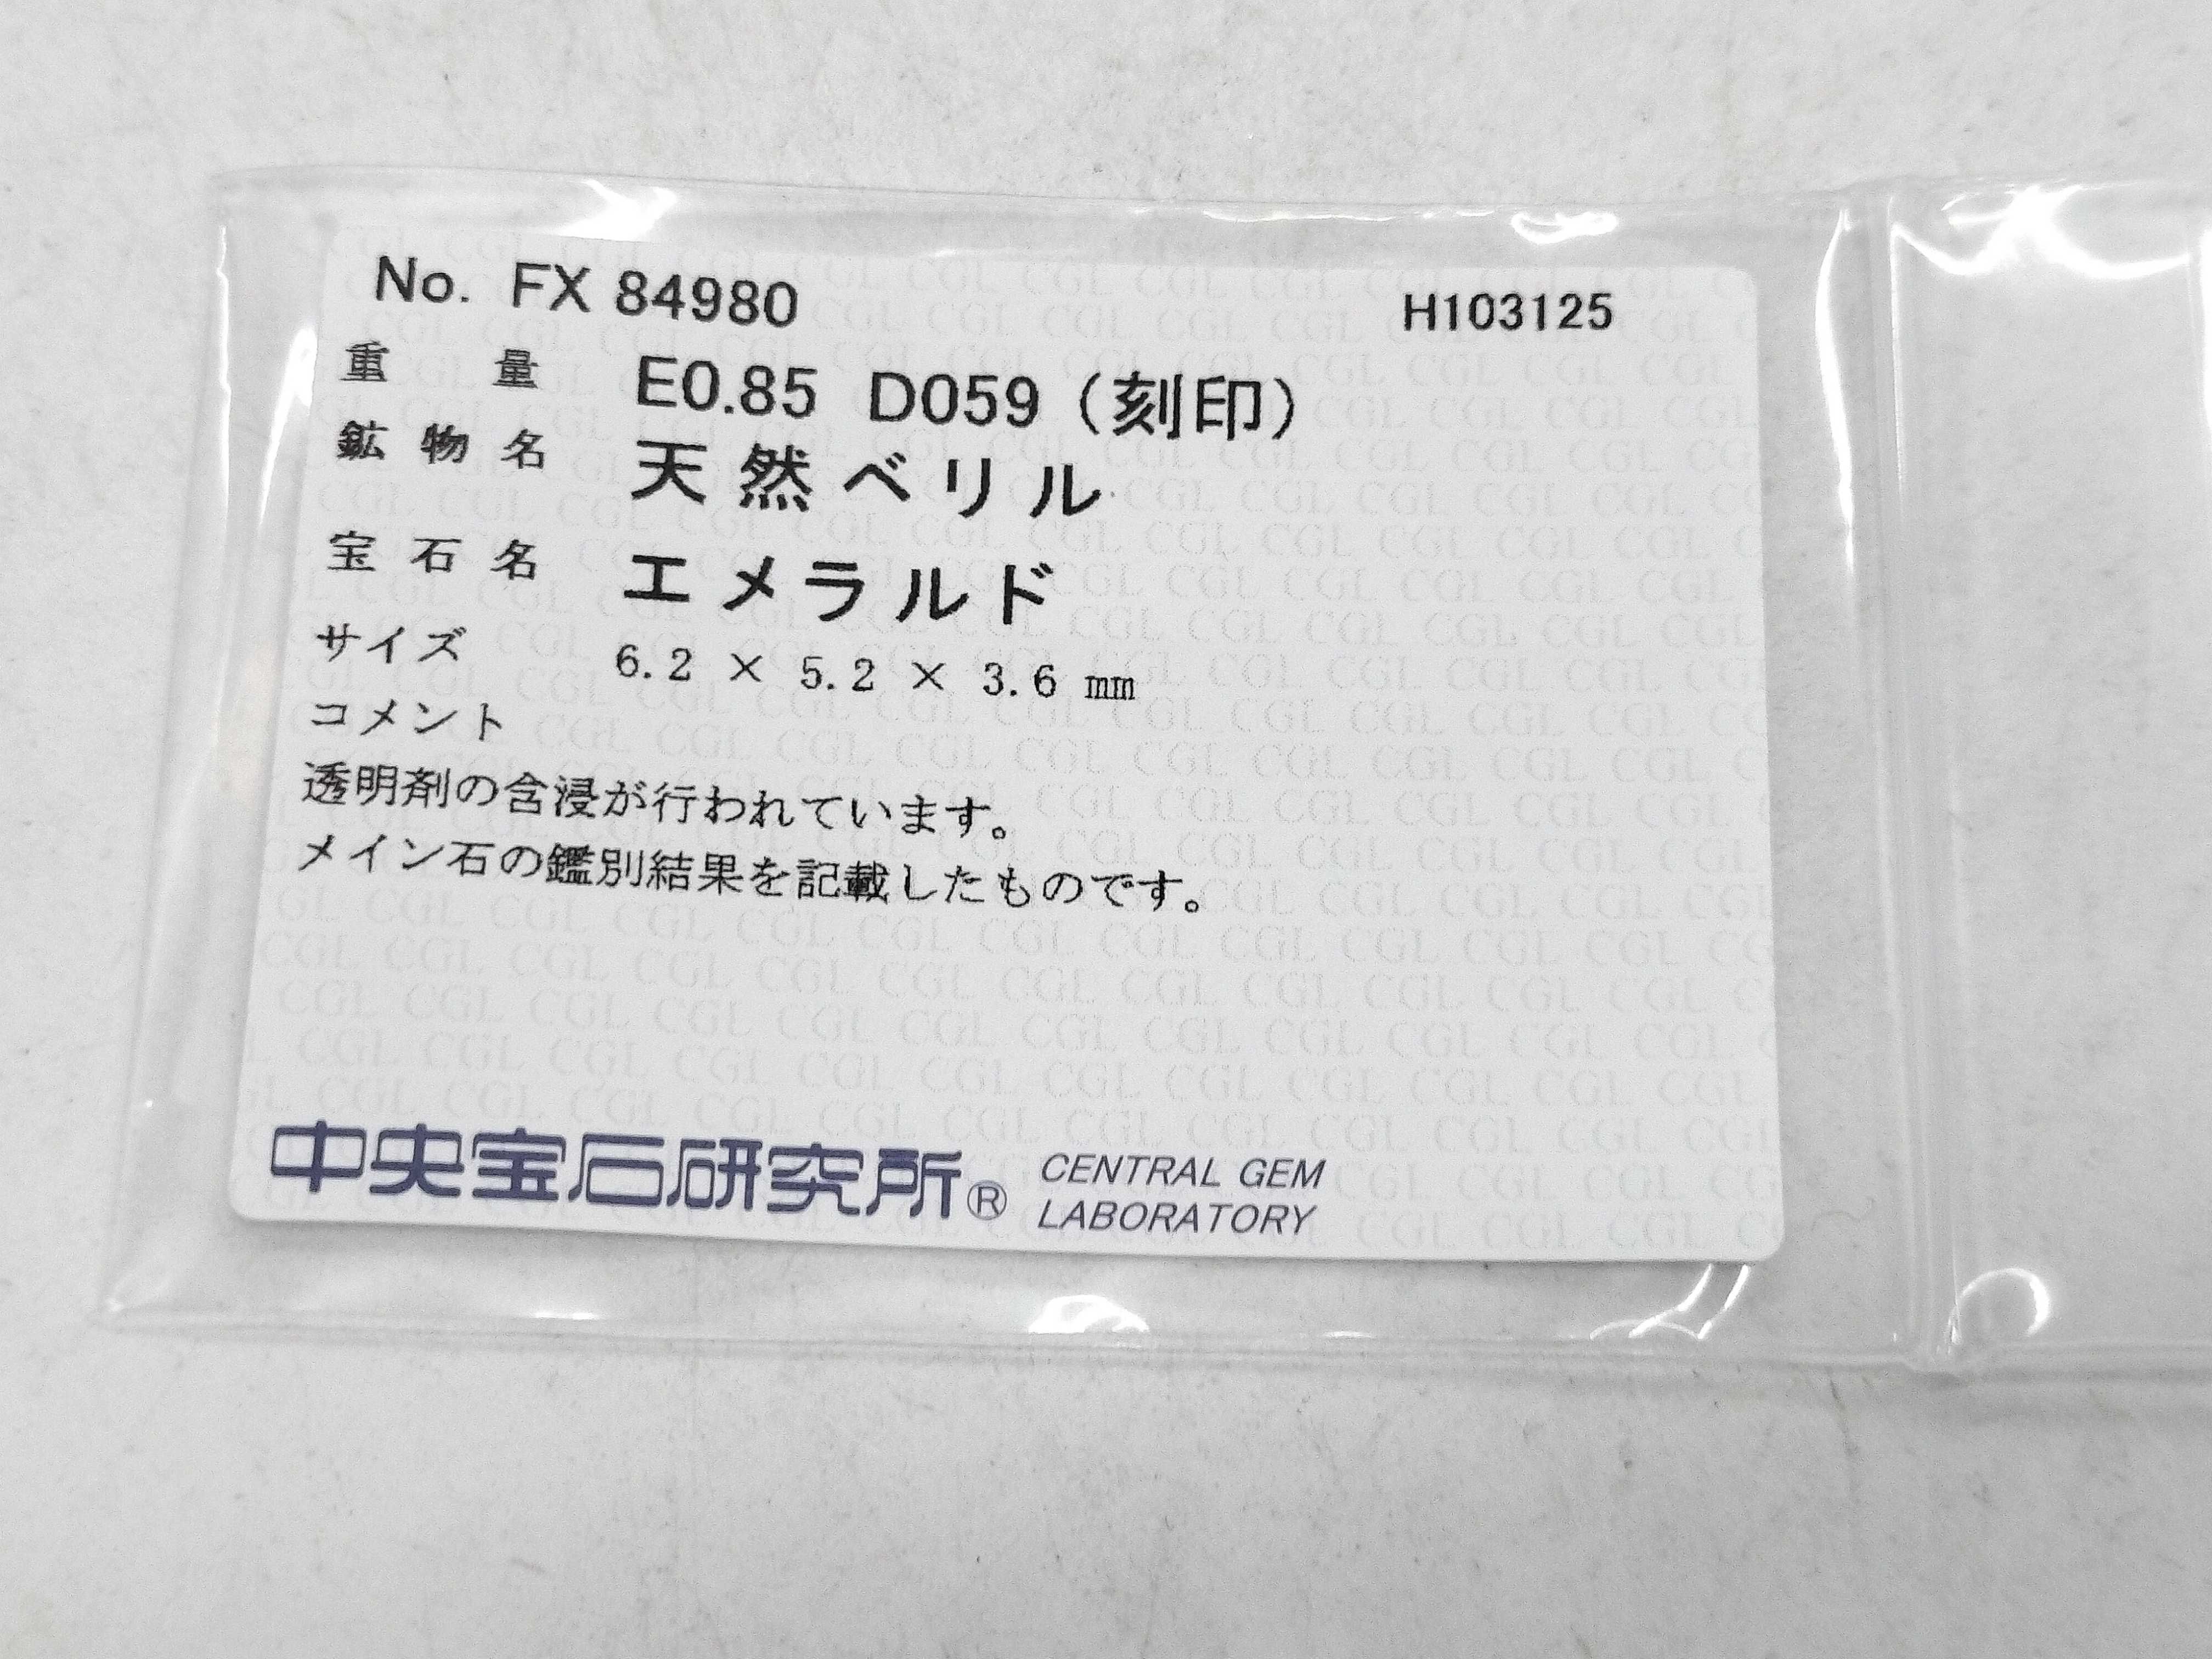 No. FX 84980 H103125
重量 E0.85 D059（刻印）
鉱物名 天然ベリル
宝石名 エメラルド
サイズ 6.2 × 5.2 × 3.6 mm
コメント
透明剤の含浸が行われています。
メイン石の鑑別結果を記載したものです。
中央宝石研究所® CENTRAL GEM
LABORATORY